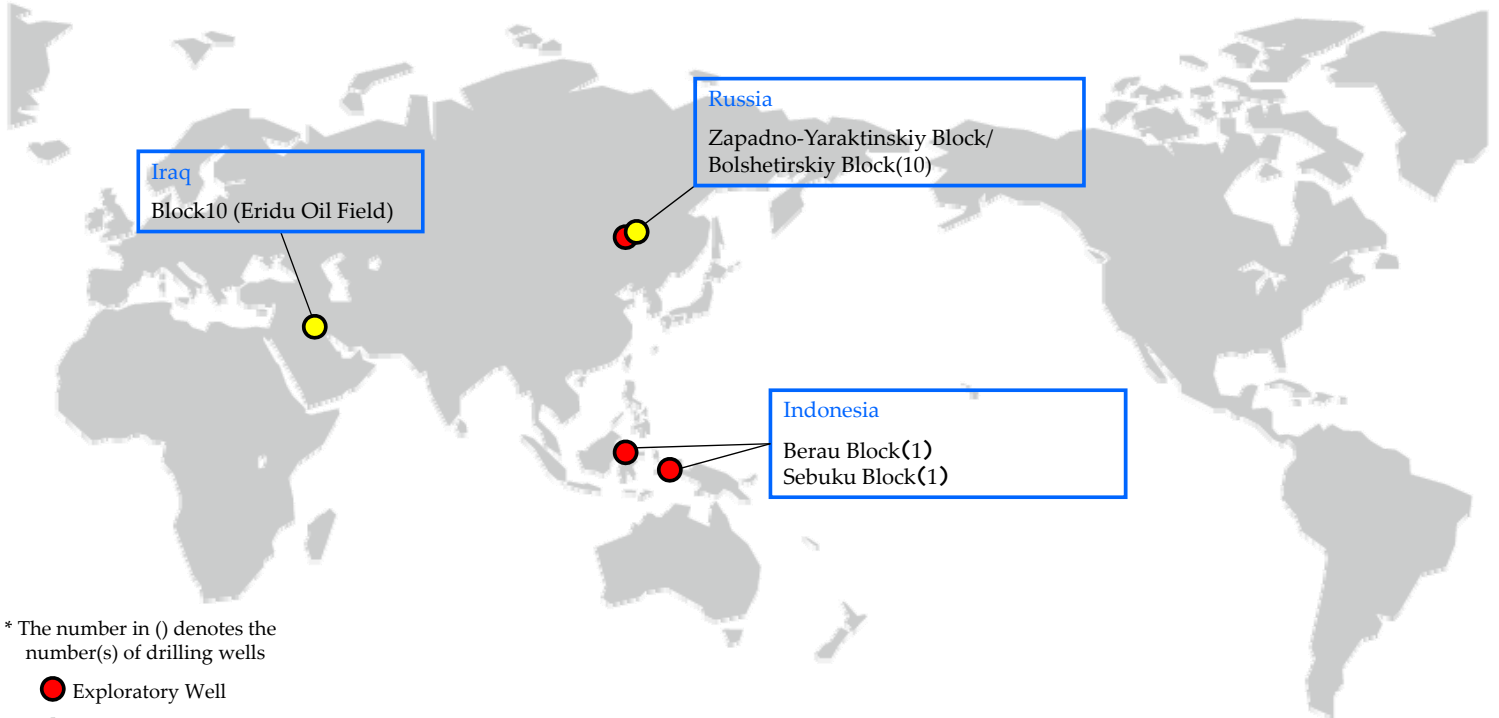 Russia
Zapadno-Yaraktinskiy Block/
Bolshetirskiy Block(10)
Iraq
Block10 (Eridu Oil Field)
Indonesia
Berau Block(1)
Sebuku Block(1)
* The number in () denotes the
number(s) of drilling wells
Exploratory Well